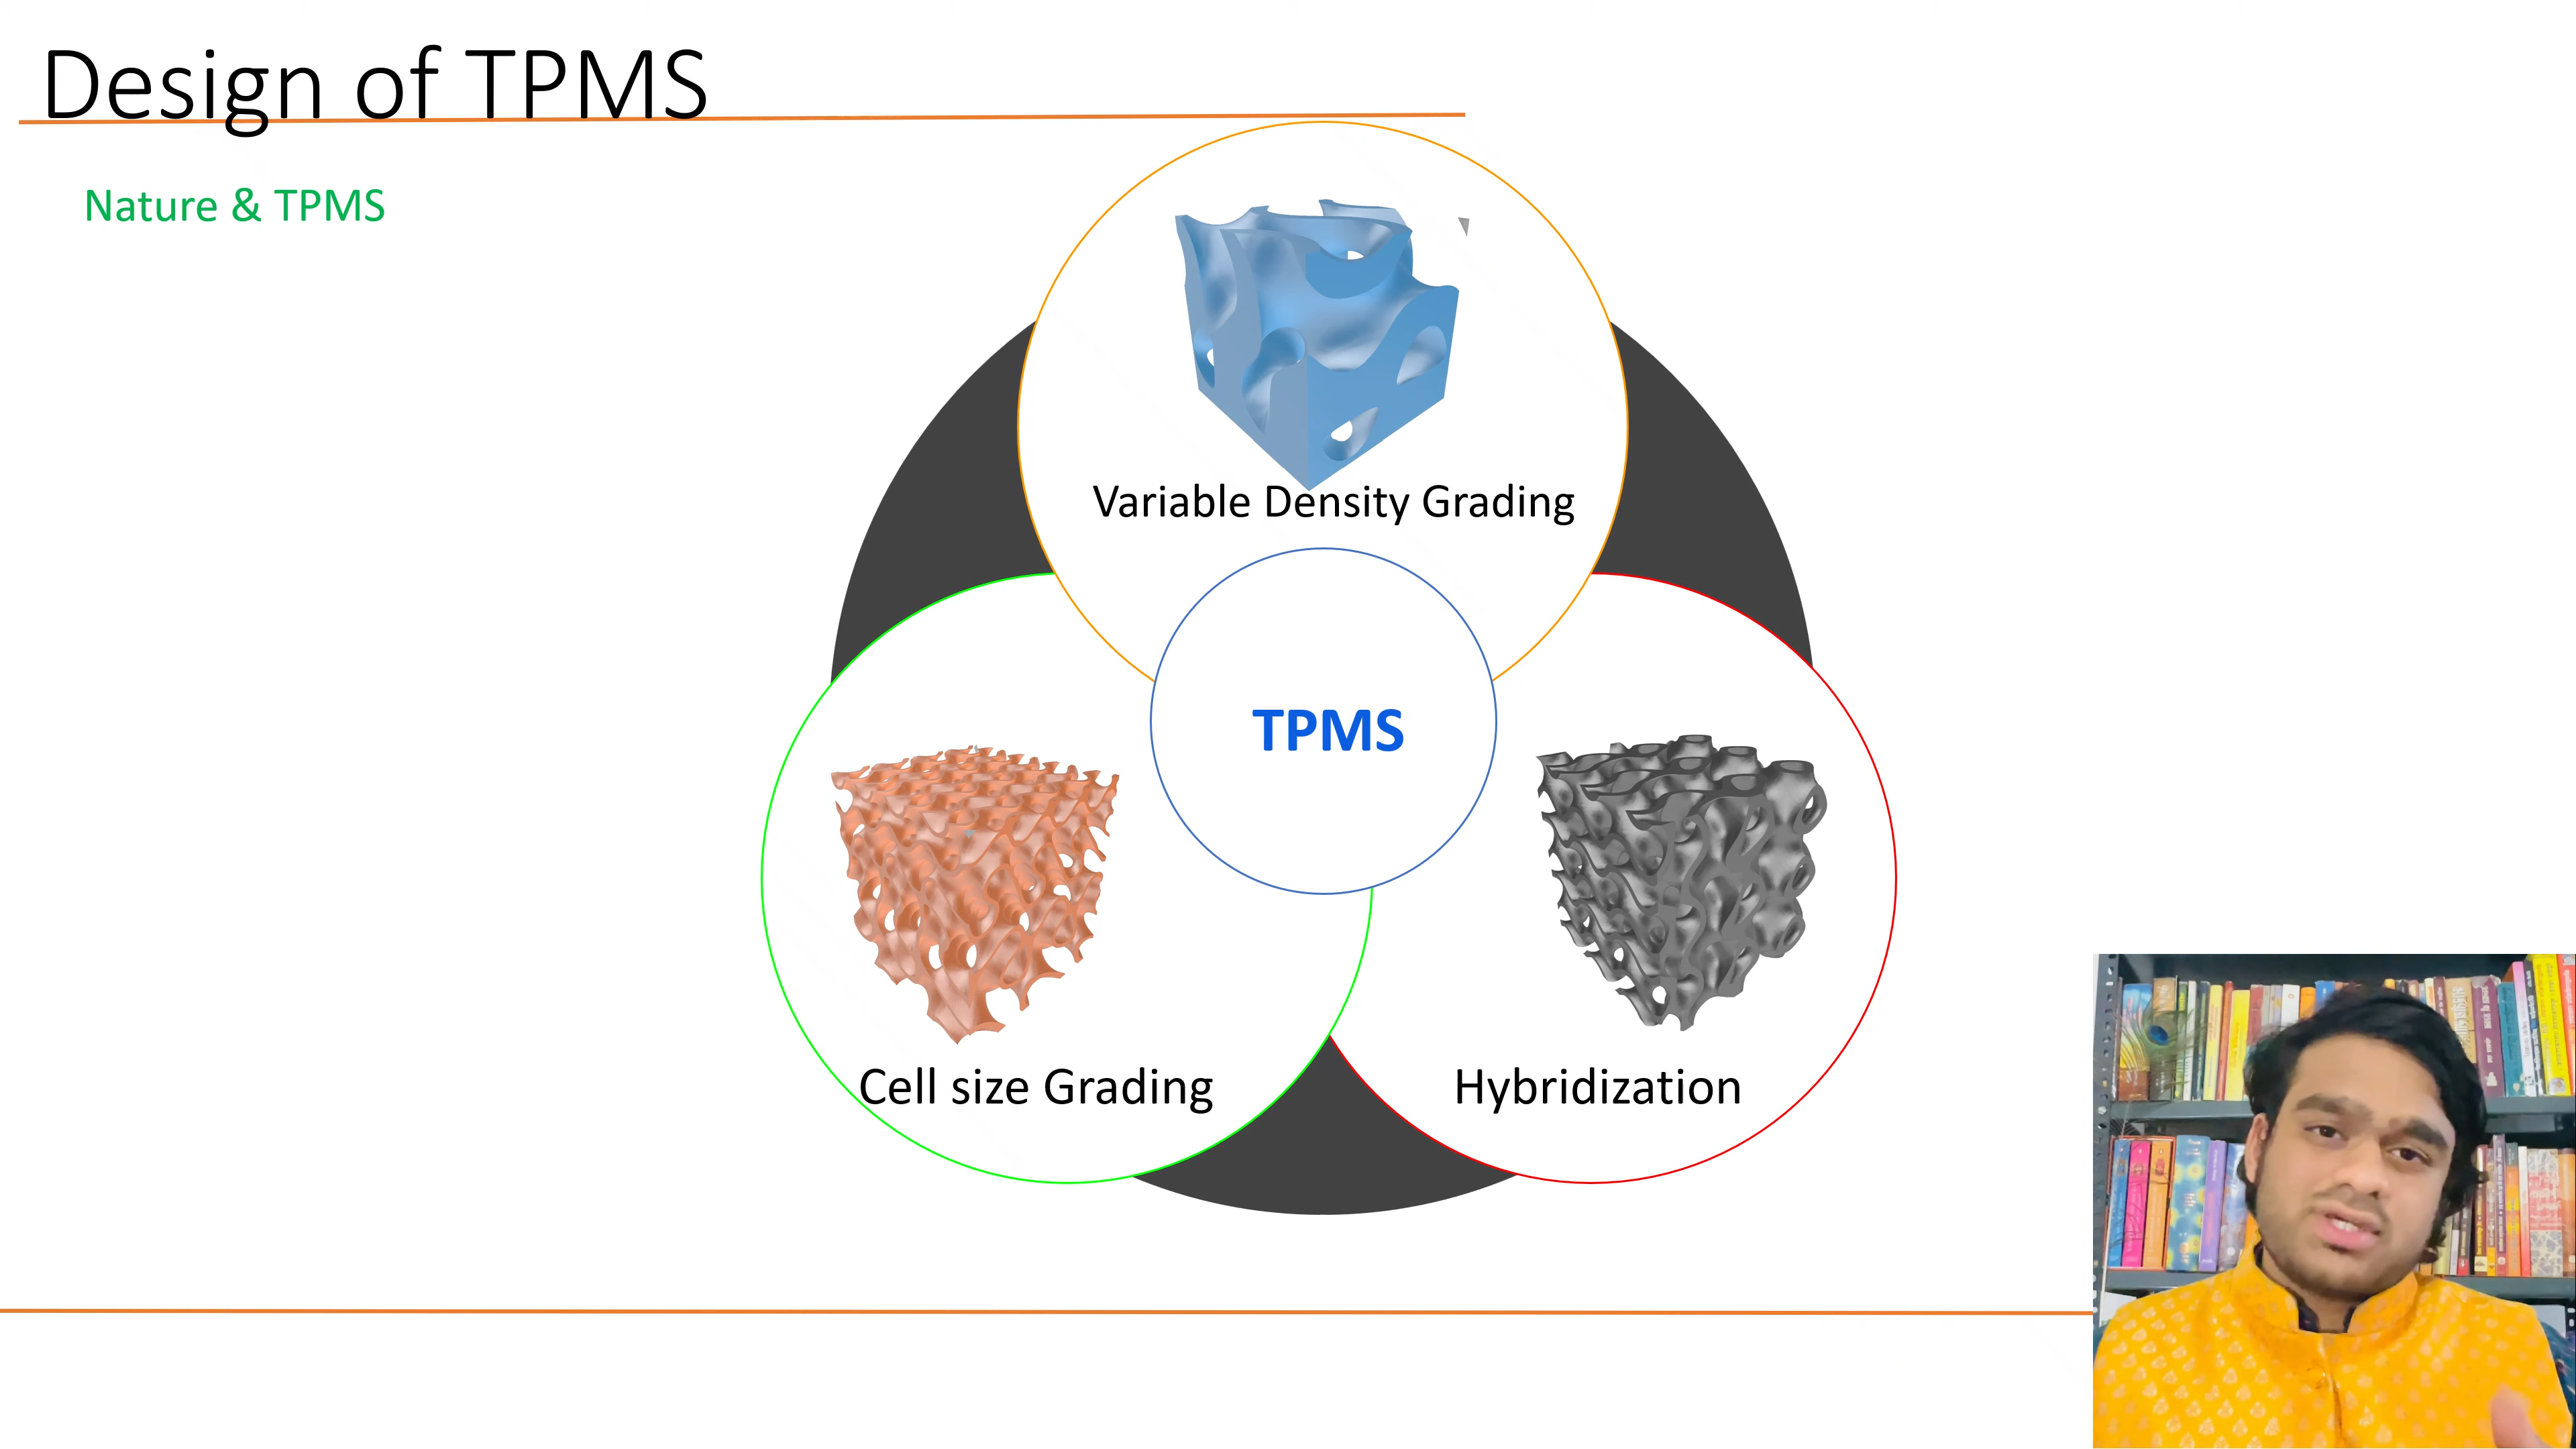 Design of TPMS
Nature & TPMS
Variable Density Grading
TPMS
Cell size Grading
Hybridization